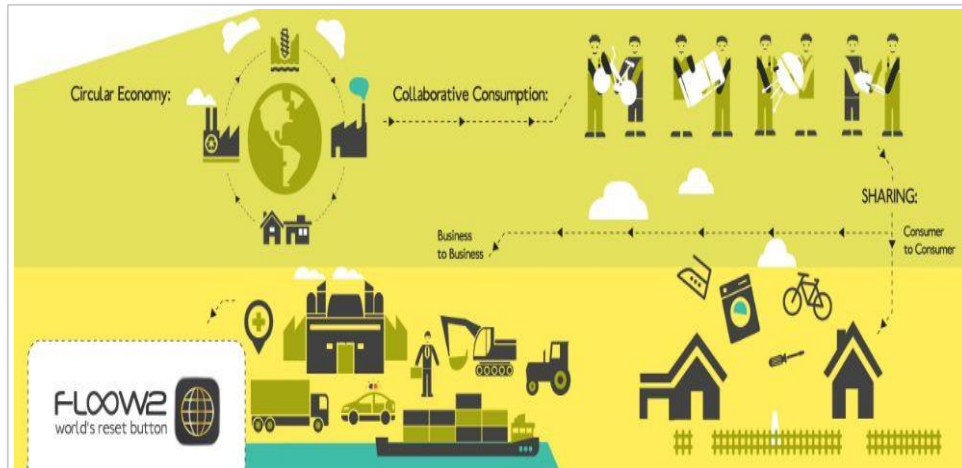 Circular Economy:
Collaborative Consumption:
SHARING:
Consumer
to Consumer
Business
to Business
FLOOW2
world's reset button